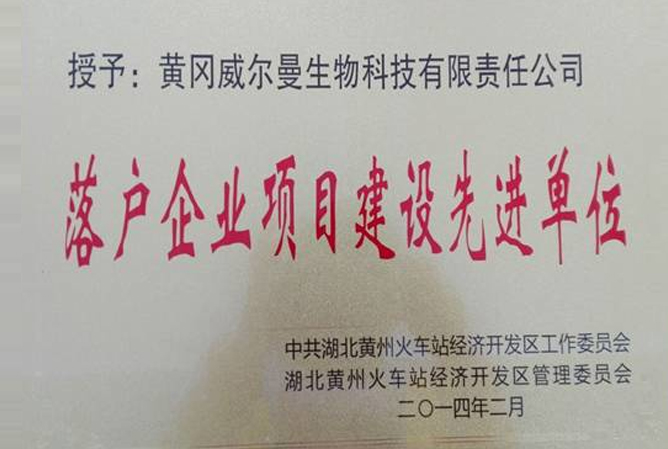 授予：黄冈威尔曼生物科技有限责任公司
落户企业项目建设先进单位
中共湖北黄州火车站经济开发区工作委员会
湖北黄州火车站经济开发区管理委员会
二〇一四年二月